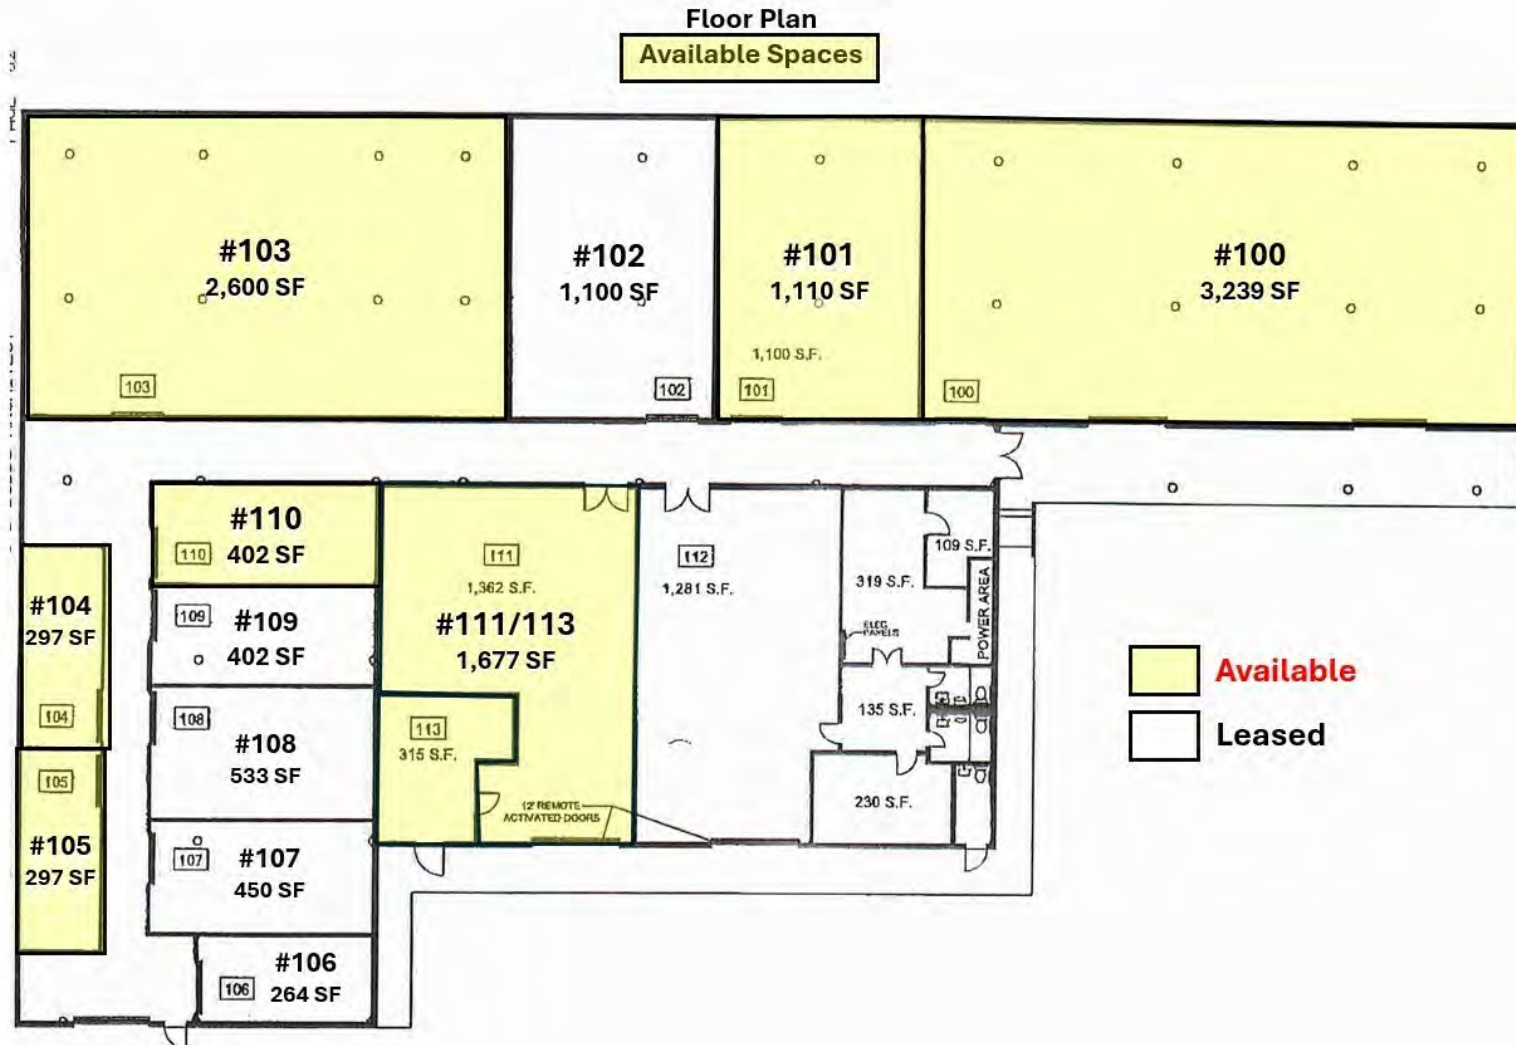 Floor Plan
Available Spaces
#103
2,600 SF
103
#102
1,100 SF
102
#101
1,110 SF
1,100 S.F.
101
#100
3,239 SF
100
#110
110
402 SF
#104
297 SF
104
109
#109
402 SF
108
#108
533 SF
105
#105
297 SF
107
#107
450 SF
#106
106
264 SF
111
1,362 S.F.
#111/113
1,677 SF
113
315 S.F.
12' REMOTE
ACTIVATED DOORS
112
1,281 S.F.
109 S.F.
319 S.F.
POWER AREA
ELEC
PANELS
135 S.F.
230 S.F.
Available
Leased